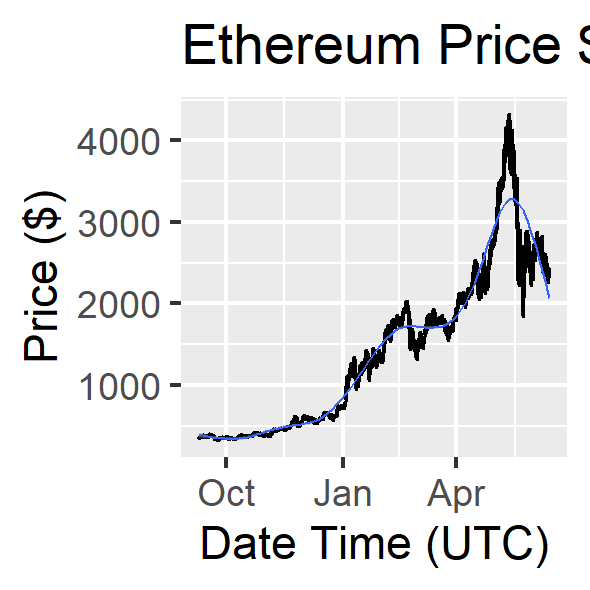 Ethereum Price
4000
3000
2000
1000
Price ($)
Oct Jan Apr
Date Time (UTC)